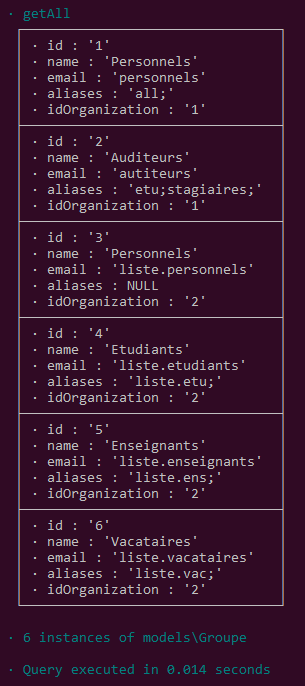 · getAll
· id : '1'
· name : 'Personnels'
· email : 'personnels'
· aliases : 'all;'
· idOrganization : '1'
· id : '2'
· name : 'Auditeurs'
· email : 'autiteurs'
· aliases : 'etu;stagiaires;'
· idOrganization : '1'
· id : '3'
· name : 'Personnels'
· email : 'liste.personnels'
· aliases : NULL
· idOrganization : '2'
· id : '4'
· name : 'Etudiants'
· email : 'liste.etudiants'
· aliases : 'liste.etu;'
· idOrganization : '2'
· id : '5'
· name : 'Enseignants'
· email : 'liste.enseignants'
· aliases : 'liste.ens;'
· idOrganization : '2'
· id : '6'
· name : 'Vacataires'
· email : 'liste.vacataires'
· aliases : 'liste.vac;'
· idOrganization : '2'
· 6 instances of models\Groupe
· Query executed in 0.014 seconds